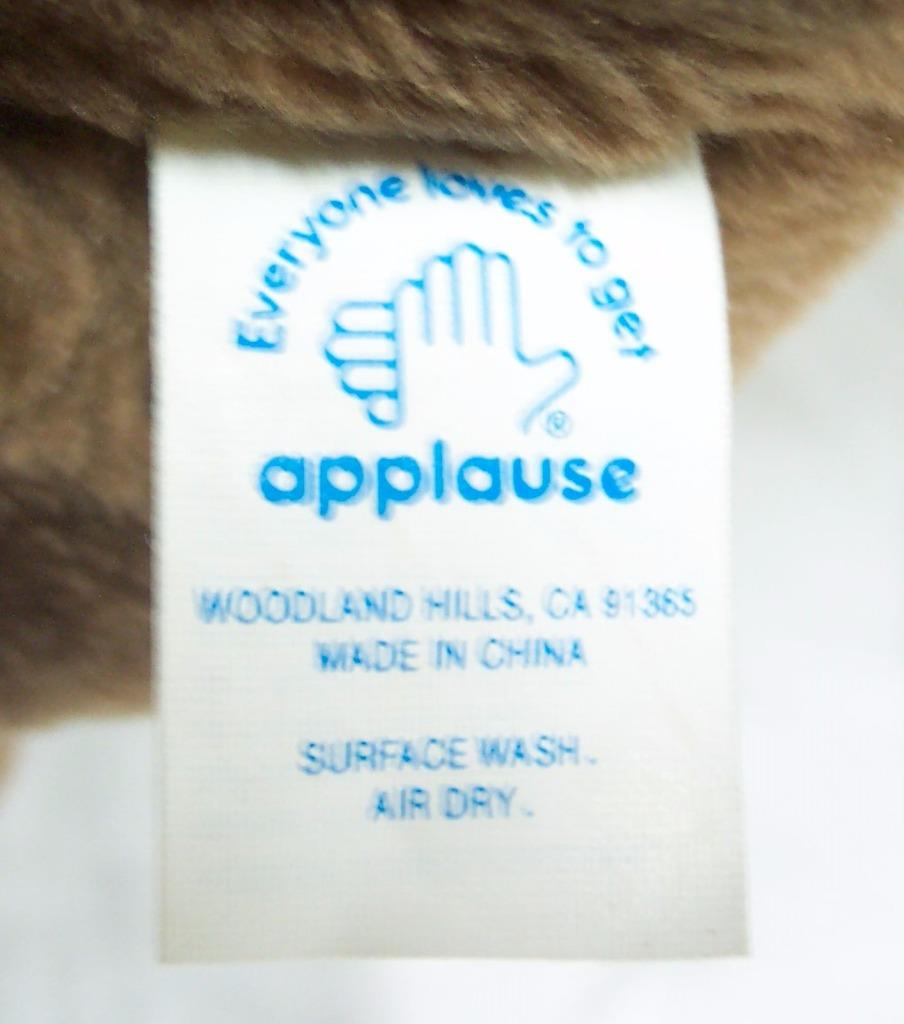 Everyone loves to get
®
applause
WOODLAND HILLS, CA 91365
MADE IN CHINA
SURFACE WASH.
AIR DRY.